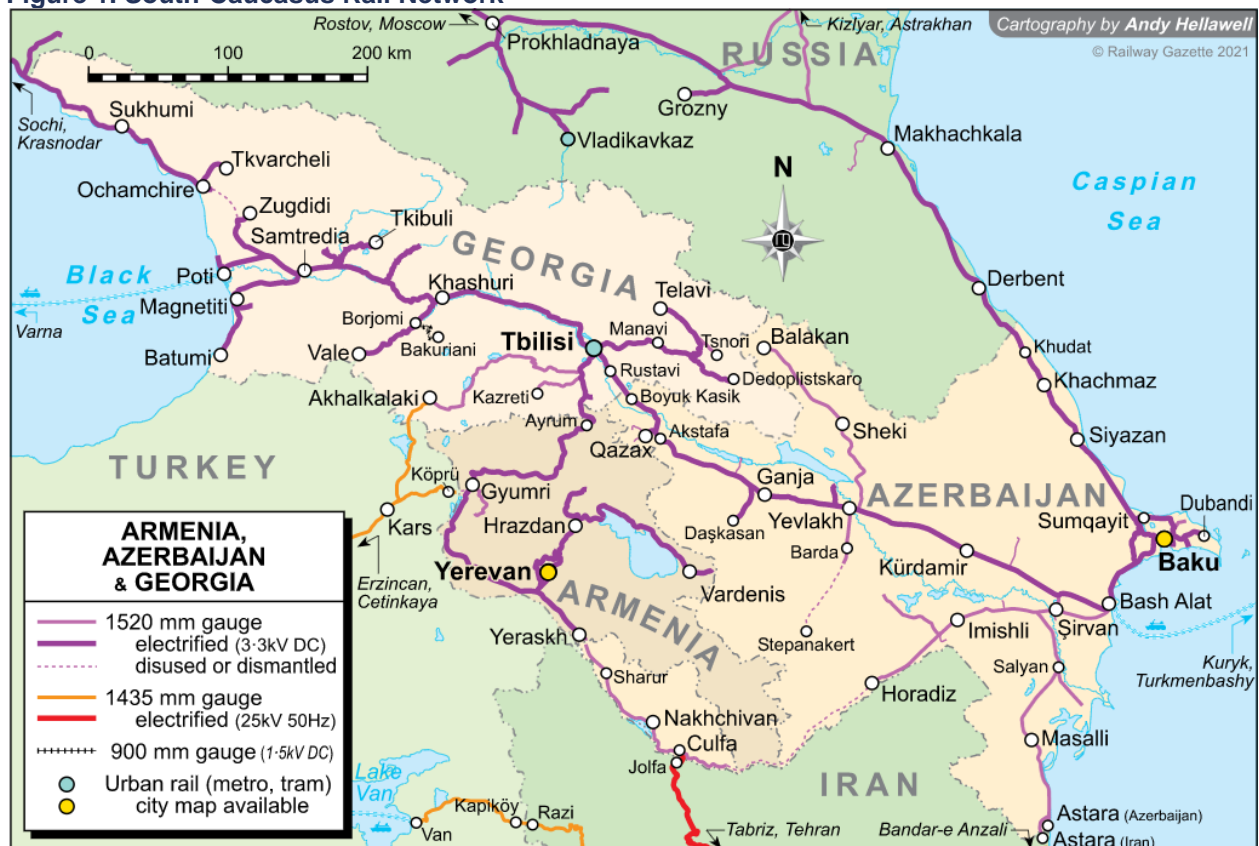 Figure 1: South Caucasus Rail Network
Rostov, Moscow
Kizlyar, Astrakhan
Cartography by Andy Hellawell
© Railway Gazette 2021
0 100 200 km
Prokhladnaya
RUSSIA
Grozny
Sochi,
Krasnodar
Sukhumi
Vladikavkaz
Makhachkala
Tkvarcheli
Ochamchire
N
Caspian
Sea
Zugdidi
Tkibuli
Samtredia
GEORGIA
Black
Sea
Poti
Magnetiti
Varna
Batumi
Khashuri
Borjomi
Bakuriani
Vale
Telavi
Manavi
Tsnori
Tbilisi
Balakan
Rustavi
Dedoplistskaro
Derbent
Khudat
Khachmaz
Akhalkalaki
Kazreti
Boyuk Kasik
Ayrum
Qazax
Akstafa
Sheki
Siyazan
TURKEY
Köprü
Gyumri
Kars
Hrazdan
Ganja
Yevlakh
AZERBAIJAN
Daşkasan
Barda
Sumqayit
Dubandi
Baku
Kürdamir
Erzincan,
Cetinkaya
Yerevan
ARMENIA
Vardenis
Bash Alat
Imishli
Şirvan
Yeraskh
Stepanakert
Salyan
Kuryk,
Turkmenbashy
Sharur
Horadiz
Nakhchivan
Culfa
Jolfa
Masalli
IRAN
Lake
Van
Kapiköy
Razi
Van
Tabriz, Tehran
Bandar-e Anzali
Astara (Azerbaijan)
Astara (Iran)
ARMENIA,
AZERBAIJAN
& GEORGIA
1520 mm gauge
electrified (3·3kV DC)
disused or dismantled
1435 mm gauge
electrified (25kV 50Hz)
900 mm gauge (1·5kV DC)
Urban rail (metro, tram)
city map available